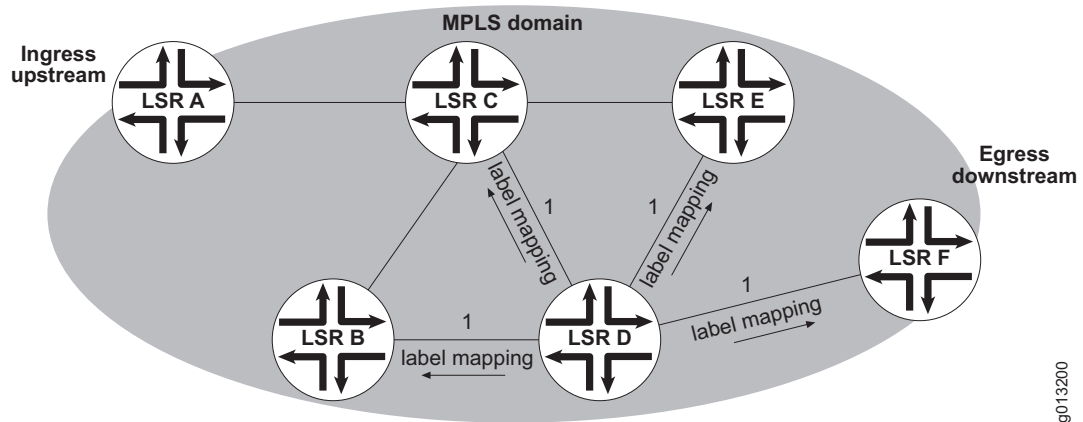 MPLS domain
Ingress
upstream
LSR A
LSR C
LSR E
Egress
downstream
label mapping
1
1
label mapping
LSR F
1
label mapping
LSR B
1
label mapping
LSR D
g013200